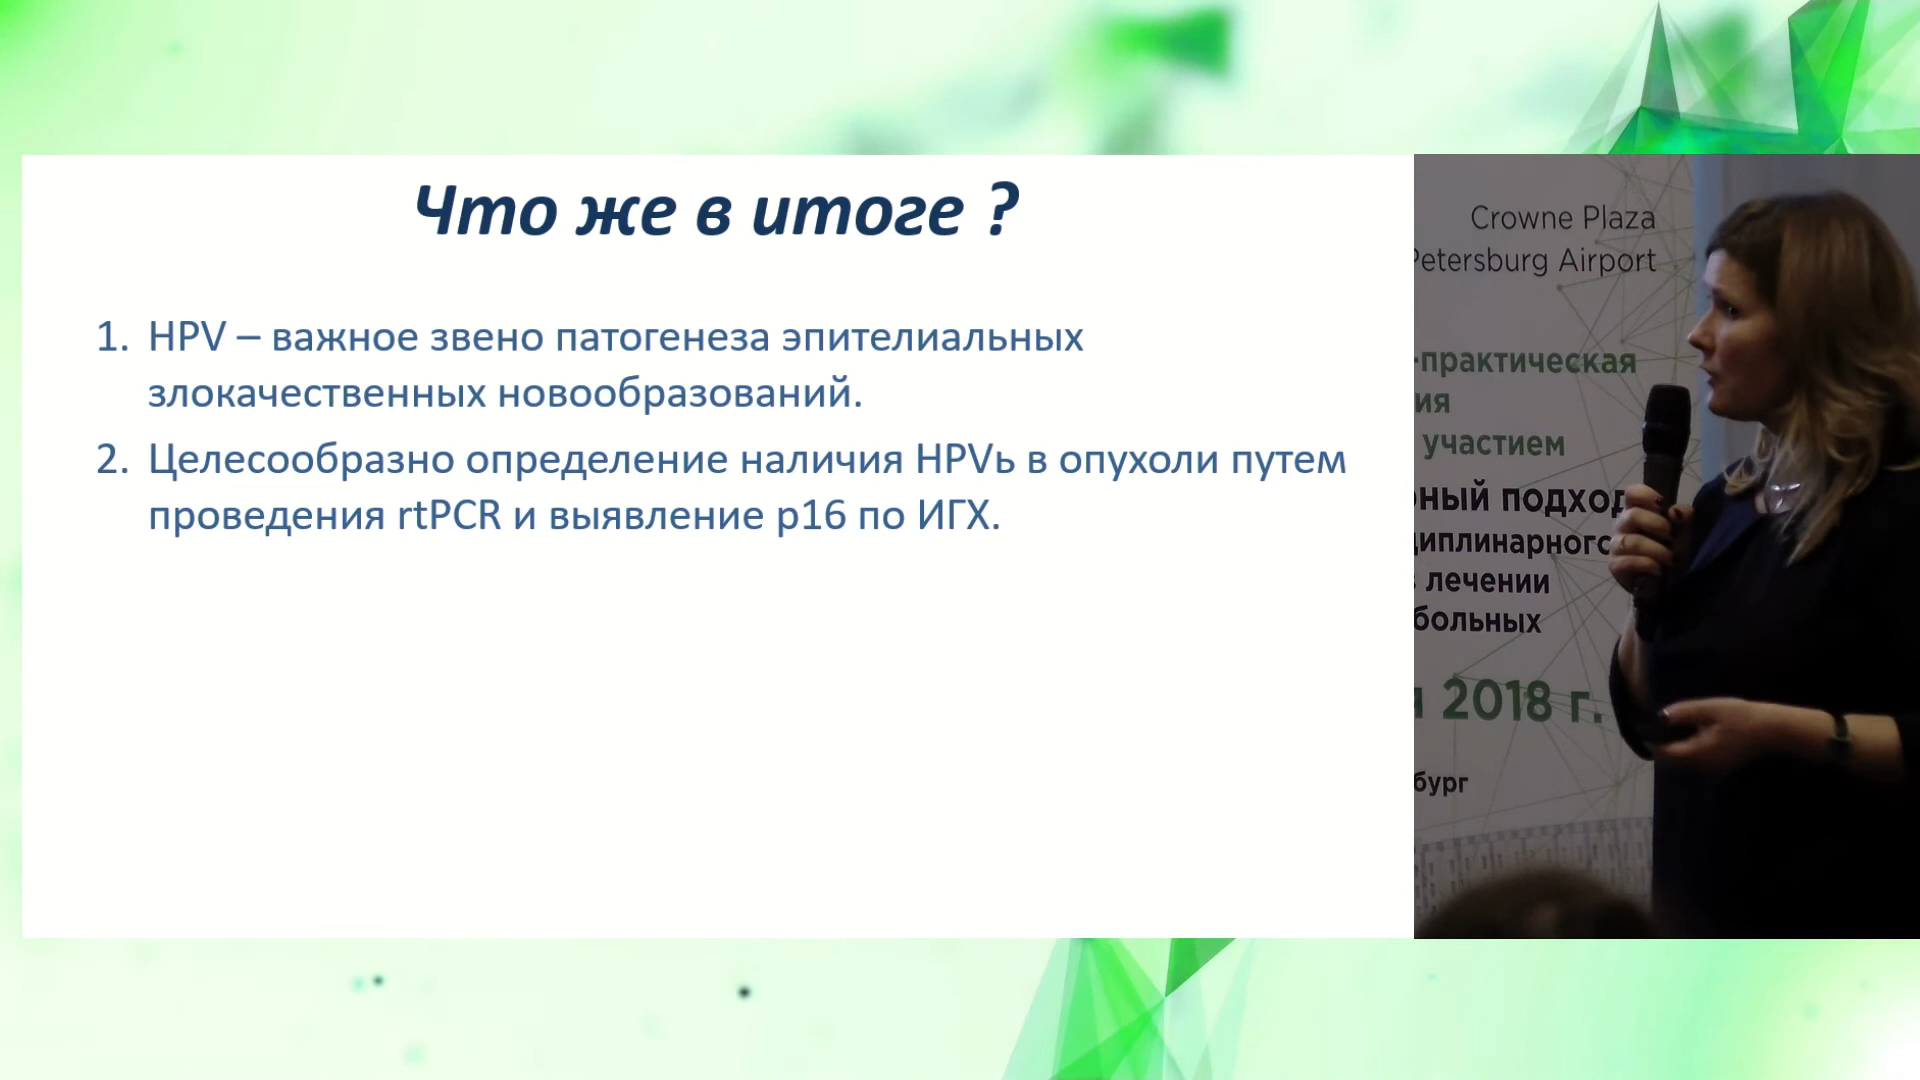 Что же в итоге ?
1. HPV – важное звено патогенеза эпителиальных
злокачественных новообразований.
2. Целесообразно определение наличия HPVь в опухоли путем
проведения rtPCR и выявление p16 по ИГХ.
Crowne Plaza
Petersburg Airport
-практическая
ия
участием
ный подход
циплинарного
лечении
больных
2018 г.
бург